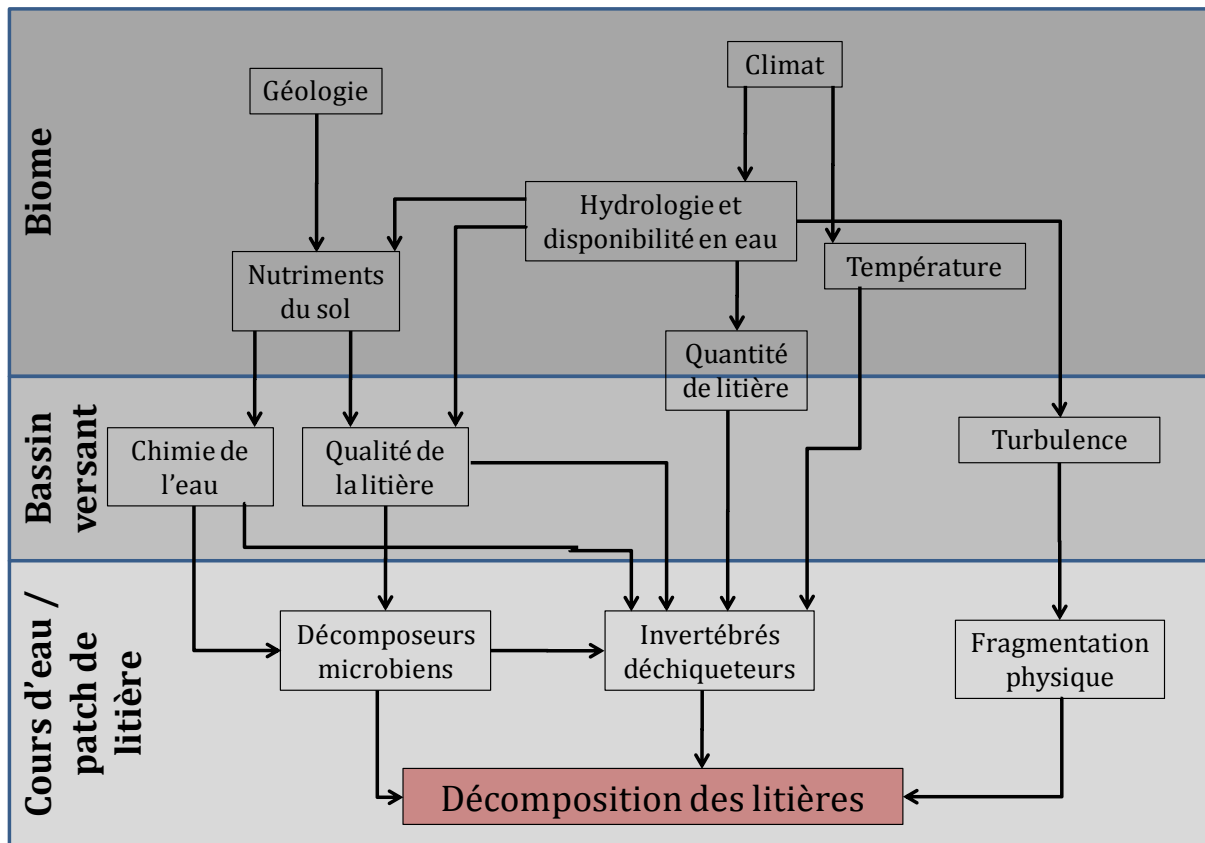 Biome
Géologie
Climat
Hydrologie et
disponibilité en eau
Température
Nutriments
du sol
Quantité
de litière
Bassin
versant
Chimie de
l'eau
Qualité de
la litière
Turbulence
Cours d'eau /
patch de
litière
Décomposeurs
microbiens
Invertébrés
déchiqueteurs
Fragmentation
physique
Décomposition des litières